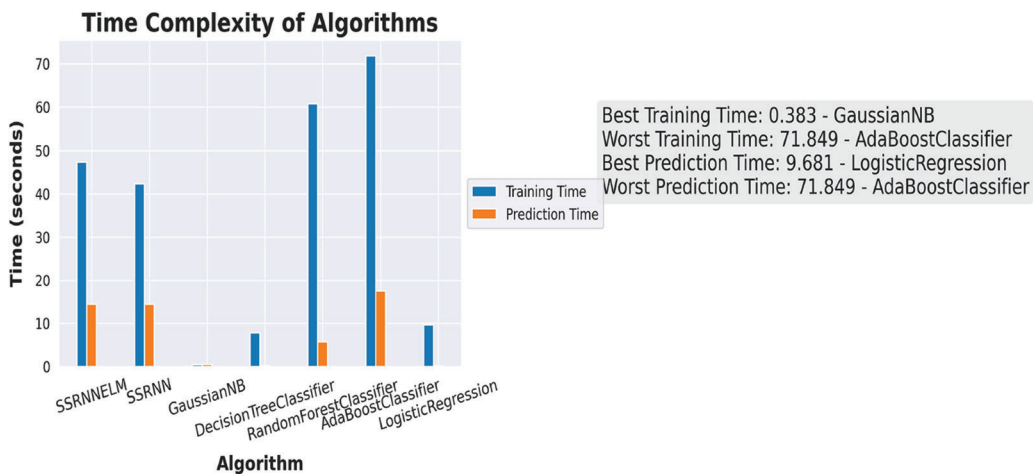 Time Complexity of Algorithms
Time (seconds)
70
60
50
40
30
20
10
0
SSRNNELM
SSRNN
GaussianNB
DecisionTreeClassifier
RandomForestClassifier
AdaBoostClassifier
LogisticRegression
Algorithm
Training Time
Prediction Time
Best Training Time: 0.383 - GaussianNB
Worst Training Time: 71.849 - AdaBoostClassifier
Best Prediction Time: 9.681 - LogisticRegression
Worst Prediction Time: 71.849 - AdaBoostClassifier